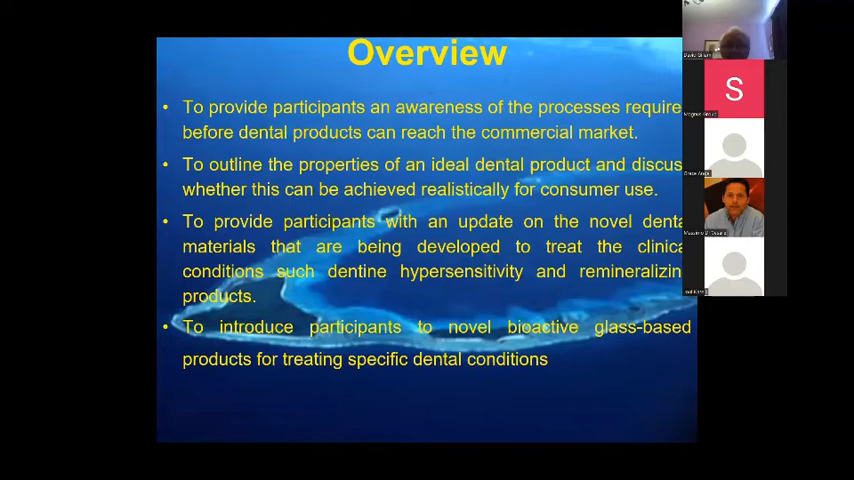 Overview
• To provide participants an awareness of the processes require
before dental products can reach the commercial market.
• To outline the properties of an ideal dental product and discus
whether this can be achieved realistically for consumer use.
• To provide participants with an update on the novel denta
materials that are being developed to treat the clinica
conditions such dentine hypersensitivity and remineralizin
products.
• To introduce participants to novel bioactive glass-based
products for treating specific dental conditions
S